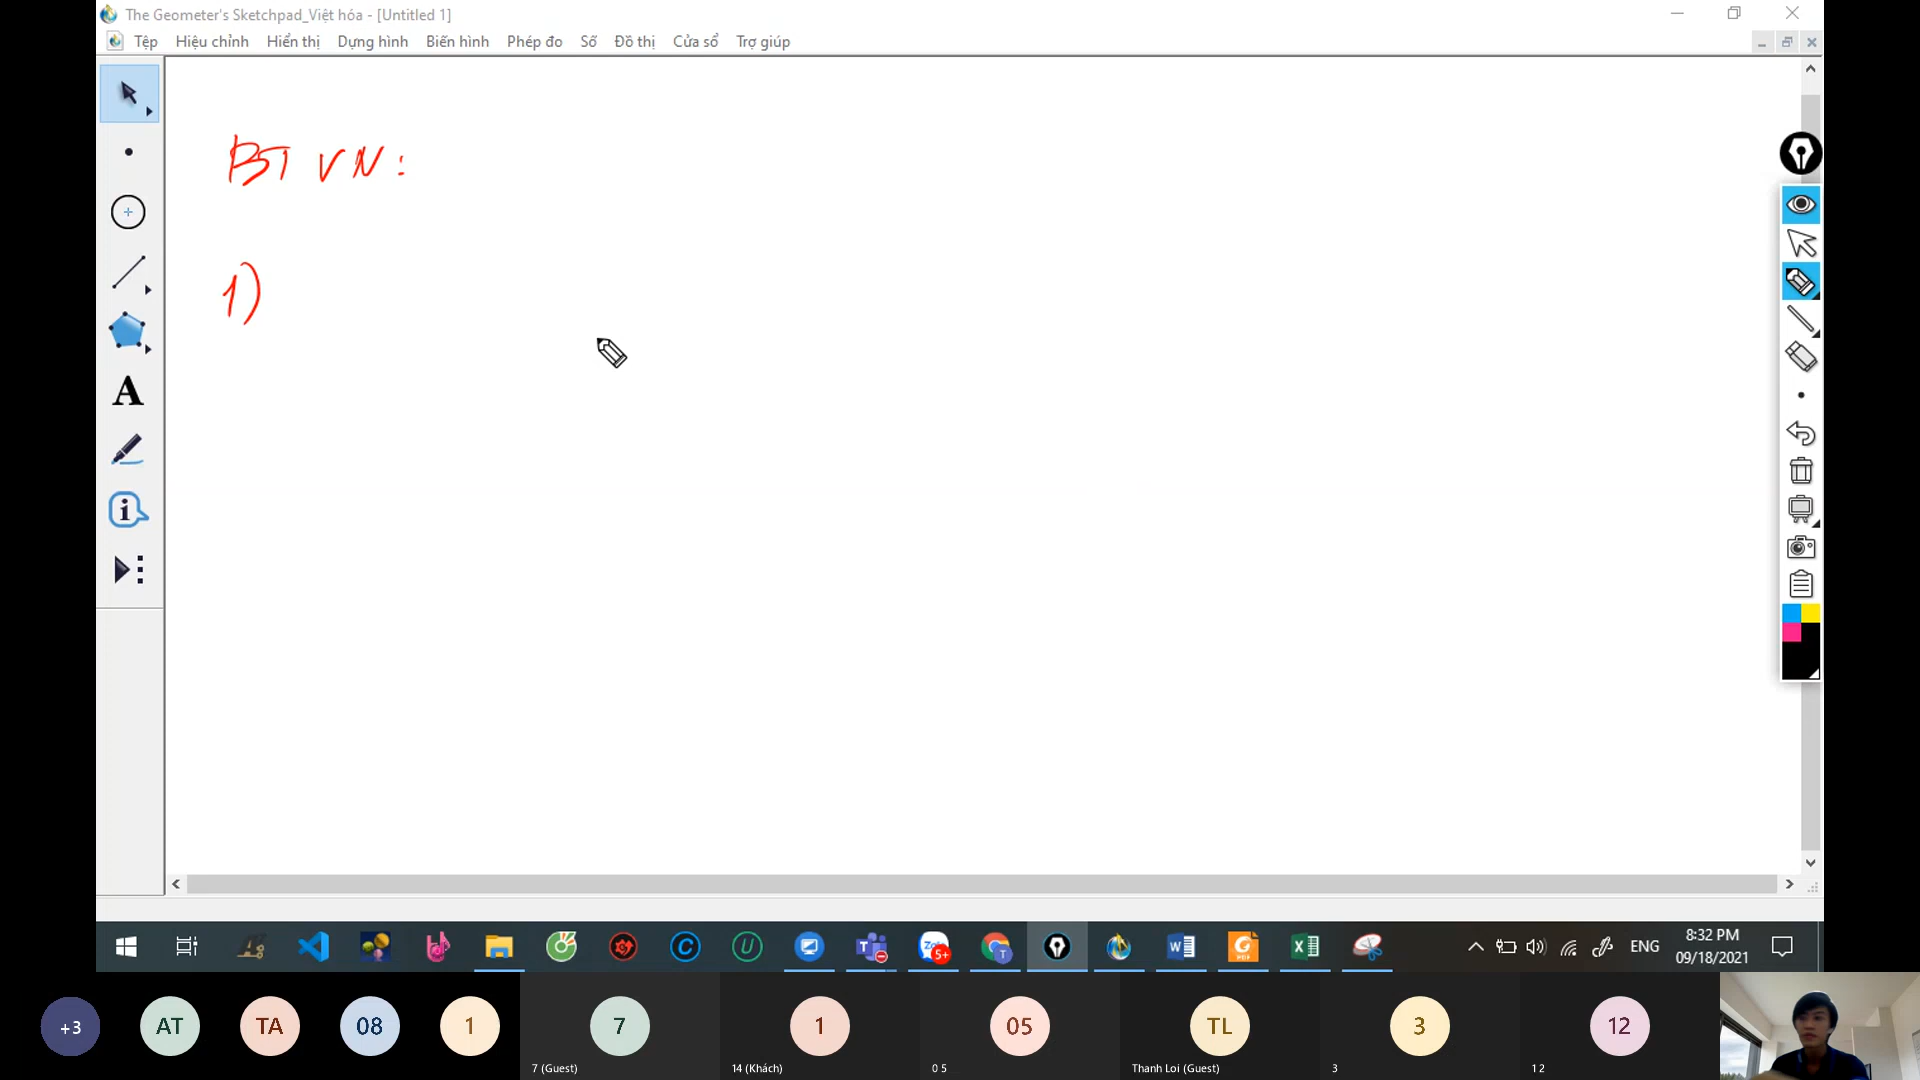 The Geometer's Sketchpad_Việt hóa - [Untitled 1]
Tệp Hiệu chỉnh Hiển thị Dựng hình Biến hình Phép đo Số Đồ thị Cửa sổ Trợ giúp
BT VN:
1)
A
i
ENG
8:32 PM
09/18/2021
+3 AT TA 08 1 7 1 05 TL 3 12
7 (Guest) 14 (Khách) 0 5 Thanh Loi (Guest) 3 1 2